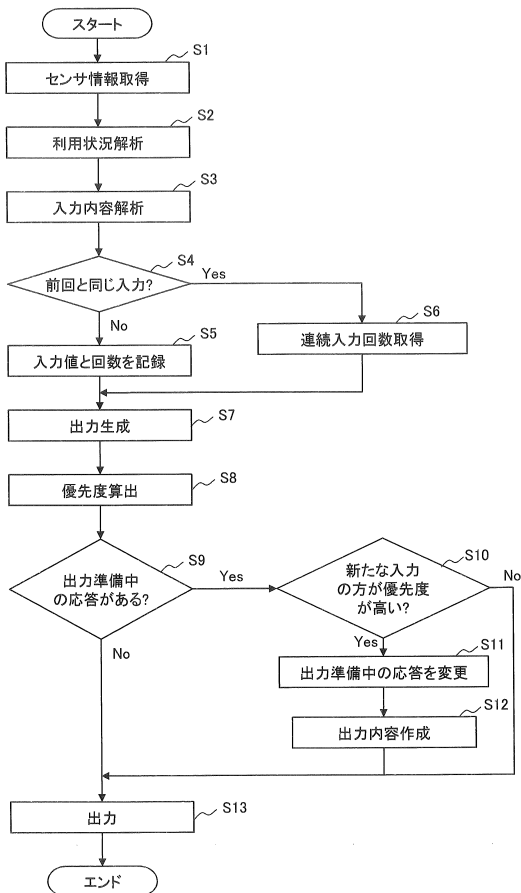 スタート
S1
センサ情報取得
S2
利用状況解析
S3
入力内容解析
S4
前回と同じ入力?
Yes
No
S5
入力値と回数を記録
S6
連続入力回数取得
S7
出力生成
S8
優先度算出
S9
出力準備中
の応答がある?
Yes
No
S10
新たな入力
の方が優先度
が高い?
No
Yes
S11
出力準備中の応答を変更
S12
出力内容作成
S13
出力
エンド